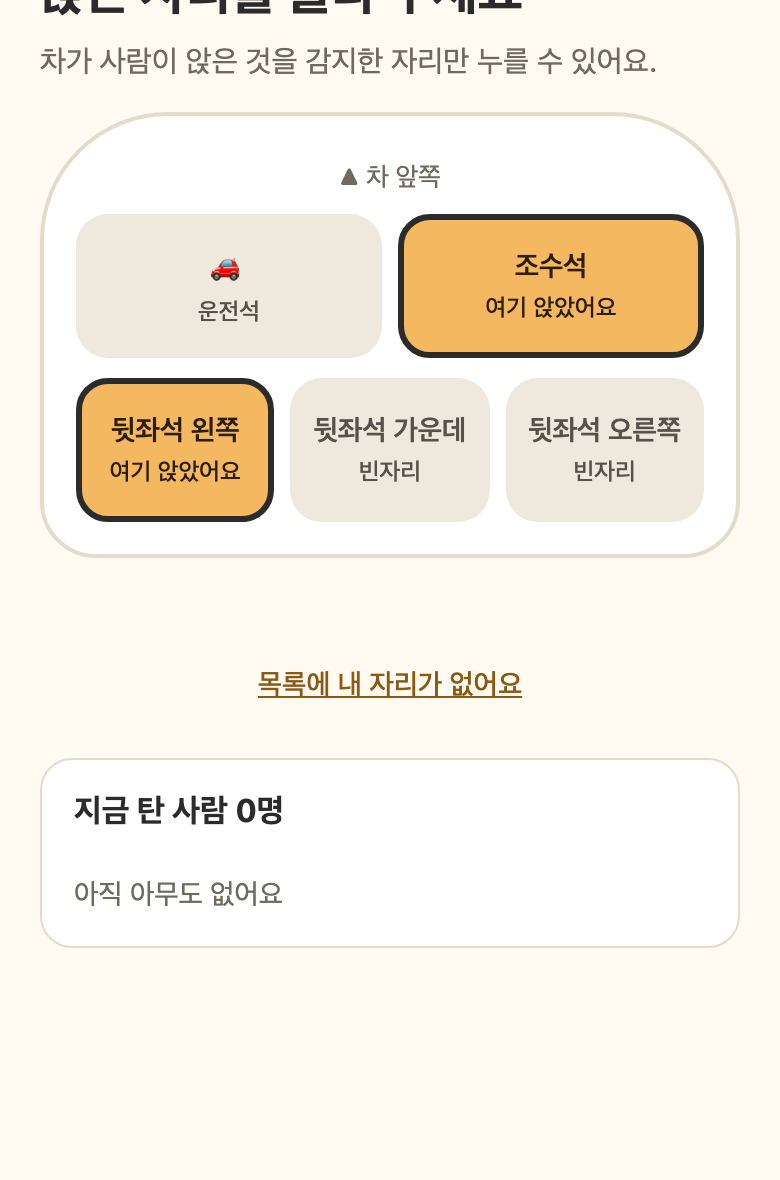 차가 사람이 앉은 것을 감지한 자리만 누를 수 있어요.
▲ 차 앞쪽
운전석
조수석
여기 앉았어요
뒷좌석 왼쪽
여기 앉았어요
뒷좌석 가운데
빈자리
뒷좌석 오른쪽
빈자리
목록에 내 자리가 없어요
지금 탄 사람 0명
아직 아무도 없어요